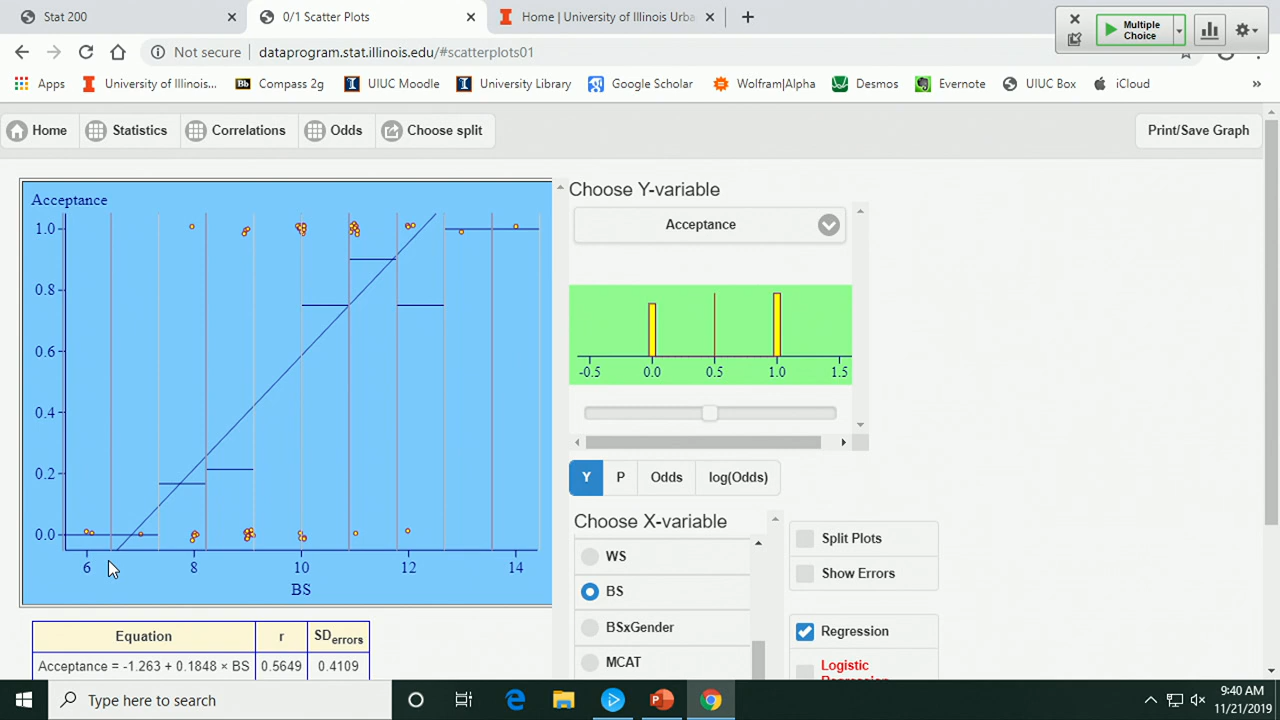 Stat 200
0/1 Scatter Plots
Home | University of Illinois Urba
Multiple
Choice
Not secure
dataprogram.stat.illinois.edu/#scatterplots01
Apps
University of Illinois...
Bb
Compass 2g
UIUC Moodle
University Library
Google Scholar
Wolfram|Alpha
Desmos
Evernote
UIUC Box
iCloud
»
Home
Statistics
Correlations
Odds
Choose split
Print/Save Graph
Acceptance
1.0
0.8
0.6
0.4
0.2
0.0
6 8 10 12 14
BS
Equation r SDerrors
Acceptance = -1.263 + 0.1848 × BS 0.5649 0.4109
Choose Y-variable
Acceptance
-0.5 0.0 0.5 1.0 1.5
Y P Odds log(Odds)
Choose X-variable
WS
BS
BSxGender
MCAT
Split Plots
Show Errors
Regression
Logistic
Regression
Type here to search
9:40 AM
11/21/2019